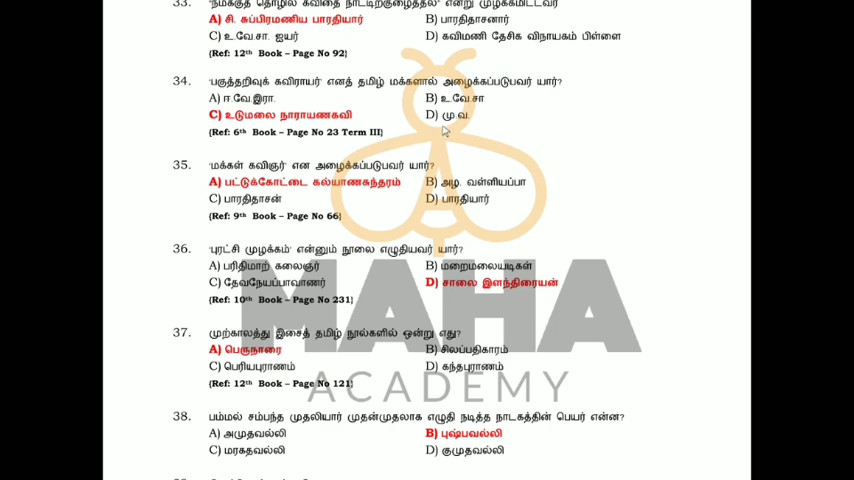 33. 'நமக்குத் தொழில் கவிதை நாட்டிற்குழைத்தல்' என்று முழக்கமிட்டவர்
A) சி. சுப்பிரமணிய பாரதியார் B) பாரதிதாசனார்
C) உ.வே.சா. ஐயர் D) கவிமணி தேசிக விநாயகம் பிள்ளை
(Ref: 12th Book – Page No 92)
34. 'பகுத்தறிவுக் கவிராயர்' எனத் தமிழ் மக்களால் அழைக்கப்படுபவர் யார்?
A) ஈ.வே.இரா. B) உ.வே.சா
C) உடுமலை நாராயணகவி D) மு.வ.
(Ref: 6th Book – Page No 23 Term III)
35. 'மக்கள் கவிஞர்' என அழைக்கப்படுபவர் யார்?
A) பட்டுக்கோட்டை கல்யாணசுந்தரம் B) அழ. வள்ளியப்பா
C) பாரதிதாசன் D) பாரதியார்
(Ref: 9th Book – Page No 66)
36. 'புரட்சி முழக்கம்' என்னும் நூலை எழுதியவர் யார்?
A) பரிதிமாற் கலைஞர் B) மறைமலையடிகள்
C) தேவநேயப்பாவாணர் D) சாலை இளந்திரையன்
(Ref: 10th Book – Page No 231)
37. முற்காலத்து இசைத் தமிழ் நூல்களில் ஒன்று எது?
A) பெருநாரை B) சிலப்பதிகாரம்
C) பெரியபுராணம் D) கந்தபுராணம்
(Ref: 12th Book – Page No 121)
38. பம்மல் சம்பந்த முதலியார் முதன்முதலாக எழுதி நடித்த நாடகத்தின் பெயர் என்ன?
A) அமுதவல்லி B) புஷ்பவல்லி
C) மரகதவல்லி D) குமுதவல்லி
MAHA
ACADEMY